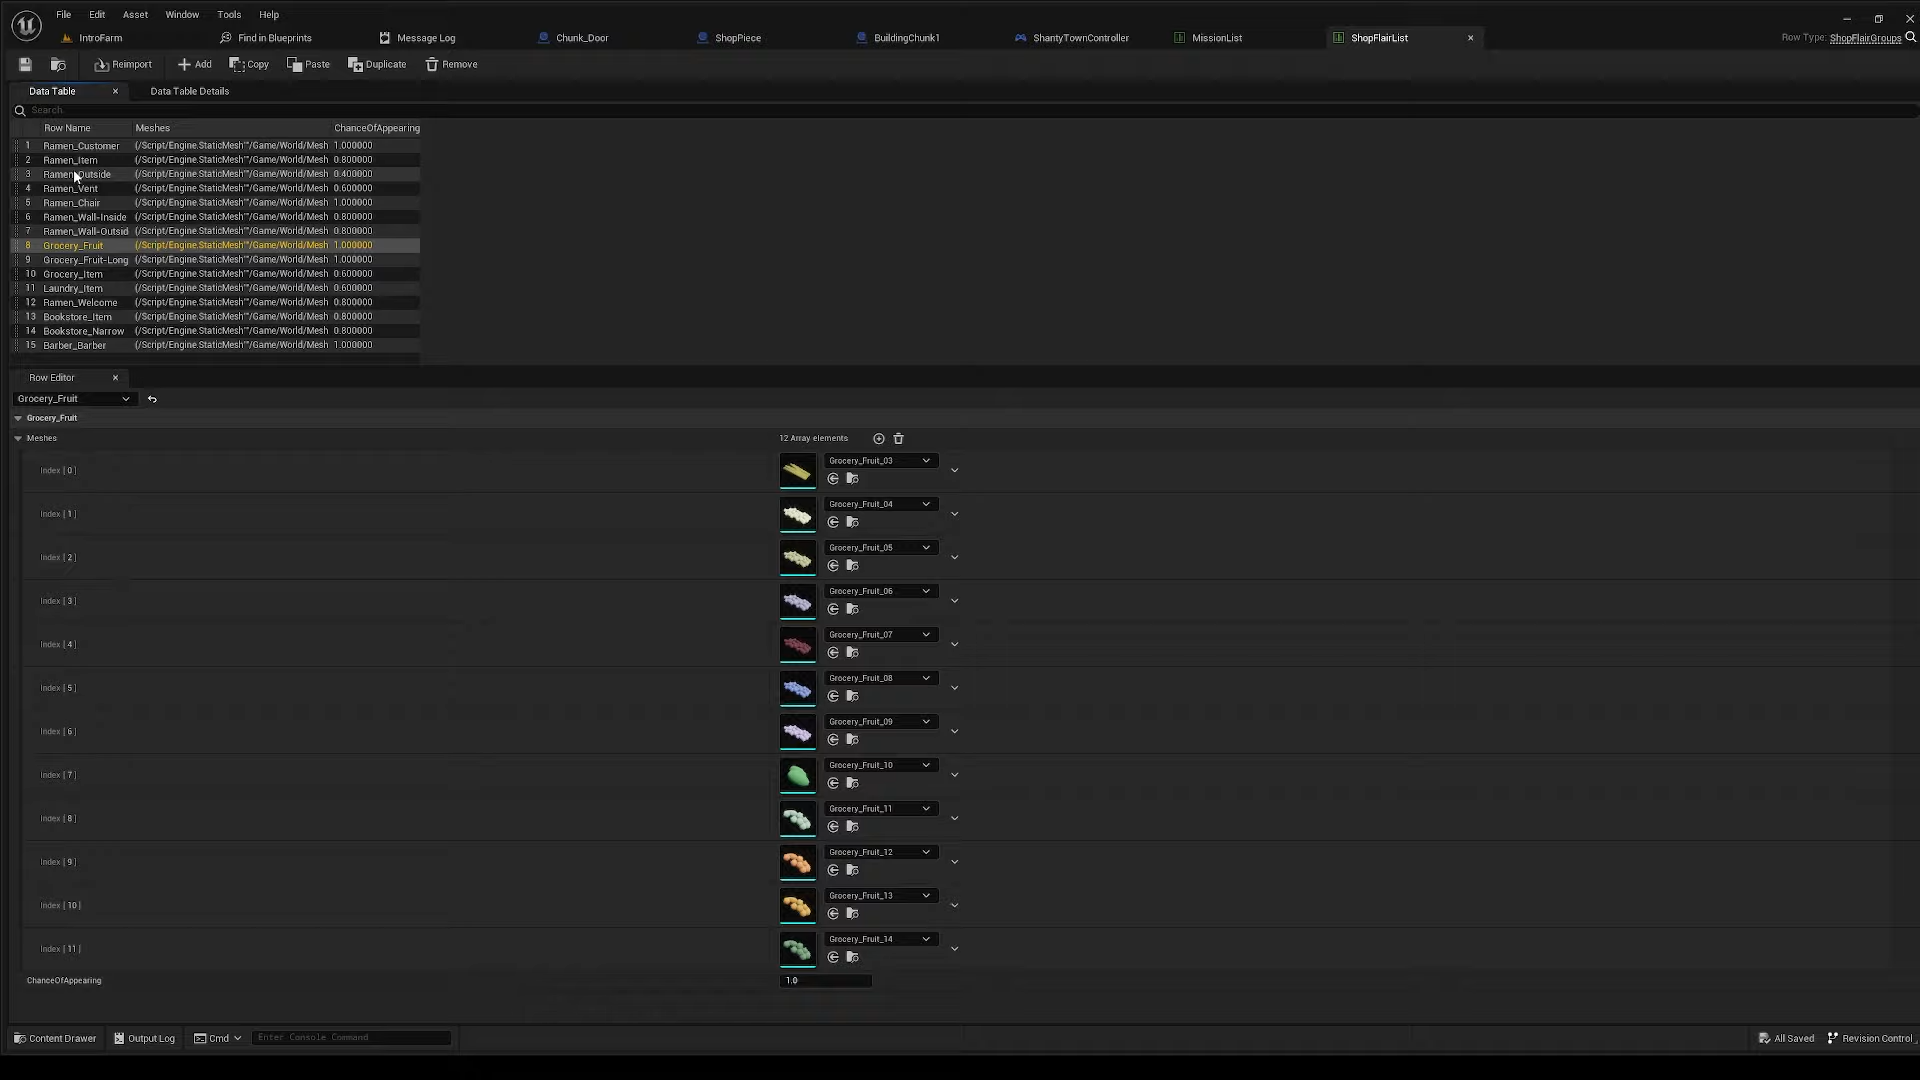 File Edit Asset Window Tools Help
IntroFarm Find in Blueprints Message Log Chunk_Door ShopPiece BuildingChunk1 ShantyTownController MissionList ShopFlairList Row Type: ShopFlairGroups
Reimport Add Copy Paste Duplicate Remove
Data Table Data Table Details
Search
Row Name Meshes ChanceOfAppearing
1 Ramen_Customer (/Script/Engine.StaticMesh'"/Game/World/Mesh 1.000000
2 Ramen_Item (/Script/Engine.StaticMesh'"/Game/World/Mesh 0.800000
3 Ramen_Outside (/Script/Engine.StaticMesh'"/Game/World/Mesh 0.400000
4 Ramen_Vent (/Script/Engine.StaticMesh'"/Game/World/Mesh 0.600000
5 Ramen_Chair (/Script/Engine.StaticMesh'"/Game/World/Mesh 1.000000
6 Ramen_Wall-Inside (/Script/Engine.StaticMesh'"/Game/World/Mesh 0.800000
7 Ramen_Wall-Outsid (/Script/Engine.StaticMesh'"/Game/World/Mesh 0.800000
8 Grocery_Fruit (/Script/Engine.StaticMesh'"/Game/World/Mesh 1.000000
9 Grocery_Fruit-Long (/Script/Engine.StaticMesh'"/Game/World/Mesh 1.000000
10 Grocery_Item (/Script/Engine.StaticMesh'"/Game/World/Mesh 0.600000
11 Laundry_Item (/Script/Engine.StaticMesh'"/Game/World/Mesh 0.600000
12 Ramen_Welcome (/Script/Engine.StaticMesh'"/Game/World/Mesh 0.800000
13 Bookstore_Item (/Script/Engine.StaticMesh'"/Game/World/Mesh 0.800000
14 Bookstore_Narrow (/Script/Engine.StaticMesh'"/Game/World/Mesh 0.800000
15 Barber_Barber (/Script/Engine.StaticMesh'"/Game/World/Mesh 1.000000
Row Editor
Grocery_Fruit
Grocery_Fruit
Meshes 12 Array elements
Index [ 0 ] Grocery_Fruit_03
Index [ 1 ] Grocery_Fruit_04
Index [ 2 ] Grocery_Fruit_05
Index [ 3 ] Grocery_Fruit_06
Index [ 4 ] Grocery_Fruit_07
Index [ 5 ] Grocery_Fruit_08
Index [ 6 ] Grocery_Fruit_09
Index [ 7 ] Grocery_Fruit_10
Index [ 8 ] Grocery_Fruit_11
Index [ 9 ] Grocery_Fruit_12
Index [ 10 ] Grocery_Fruit_13
Index [ 11 ] Grocery_Fruit_14
ChanceOfAppearing 1.0
Content Drawer Output Log Cmd Enter Console Command All Saved Revision Control